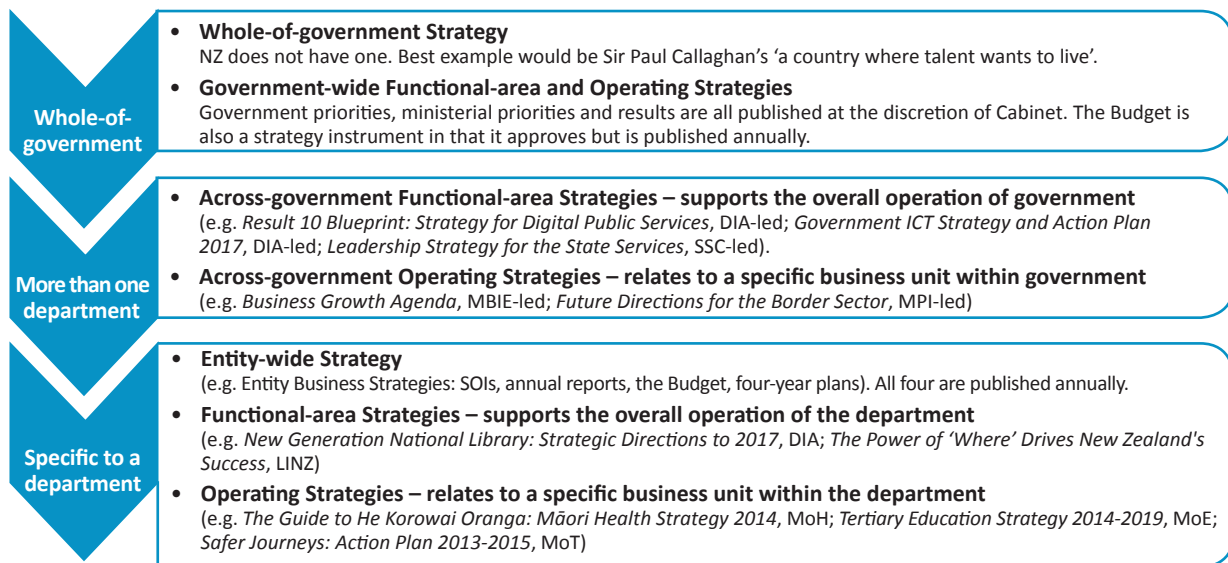 Whole-of-
government
• Whole-of-government Strategy
NZ does not have one. Best example would be Sir Paul Callaghan's ‘a country where talent wants to live’.
• Government-wide Functional-area and Operating Strategies
Government priorities, ministerial priorities and results are all published at the discretion of Cabinet. The Budget is
also a strategy instrument in that it approves but is published annually.
More than one
department
• Across-government Functional-area Strategies – supports the overall operation of government
(e.g. Result 10 Blueprint: Strategy for Digital Public Services, DIA-led; Government ICT Strategy and Action Plan
2017, DIA-led; Leadership Strategy for the State Services, SSC-led).
• Across-government Operating Strategies – relates to a specific business unit within government
(e.g. Business Growth Agenda, MBIE-led; Future Directions for the Border Sector, MPI-led)
Specific to a
department
• Entity-wide Strategy
(e.g. Entity Business Strategies: SOIs, annual reports, the Budget, four-year plans). All four are published annually.
• Functional-area Strategies – supports the overall operation of the department
(e.g. New Generation National Library: Strategic Directions to 2017, DIA; The Power of ‘Where’ Drives New Zealand's
Success, LINZ)
• Operating Strategies – relates to a specific business unit within the department
(e.g. The Guide to He Korowai Oranga: Māori Health Strategy 2014, MoH; Tertiary Education Strategy 2014-2019, MoE;
Safer Journeys: Action Plan 2013-2015, MoT)